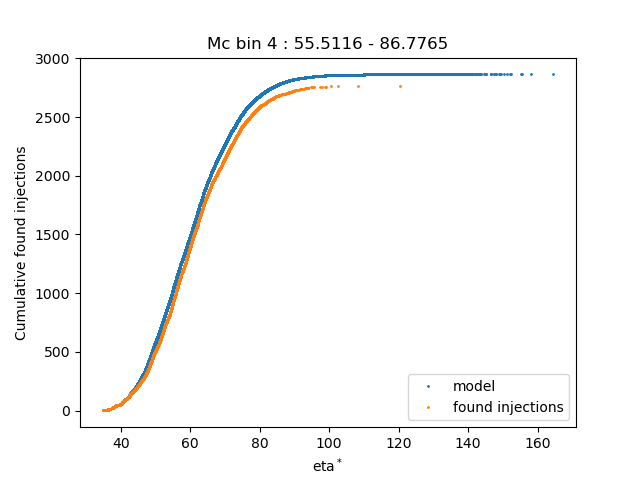 Mc bin 4 : 55.5116 - 86.7765
Cumulative found injections
3000
2500
2000
1500
1000
500
0
40 60 80 100 120 140 160
eta*
model
found injections